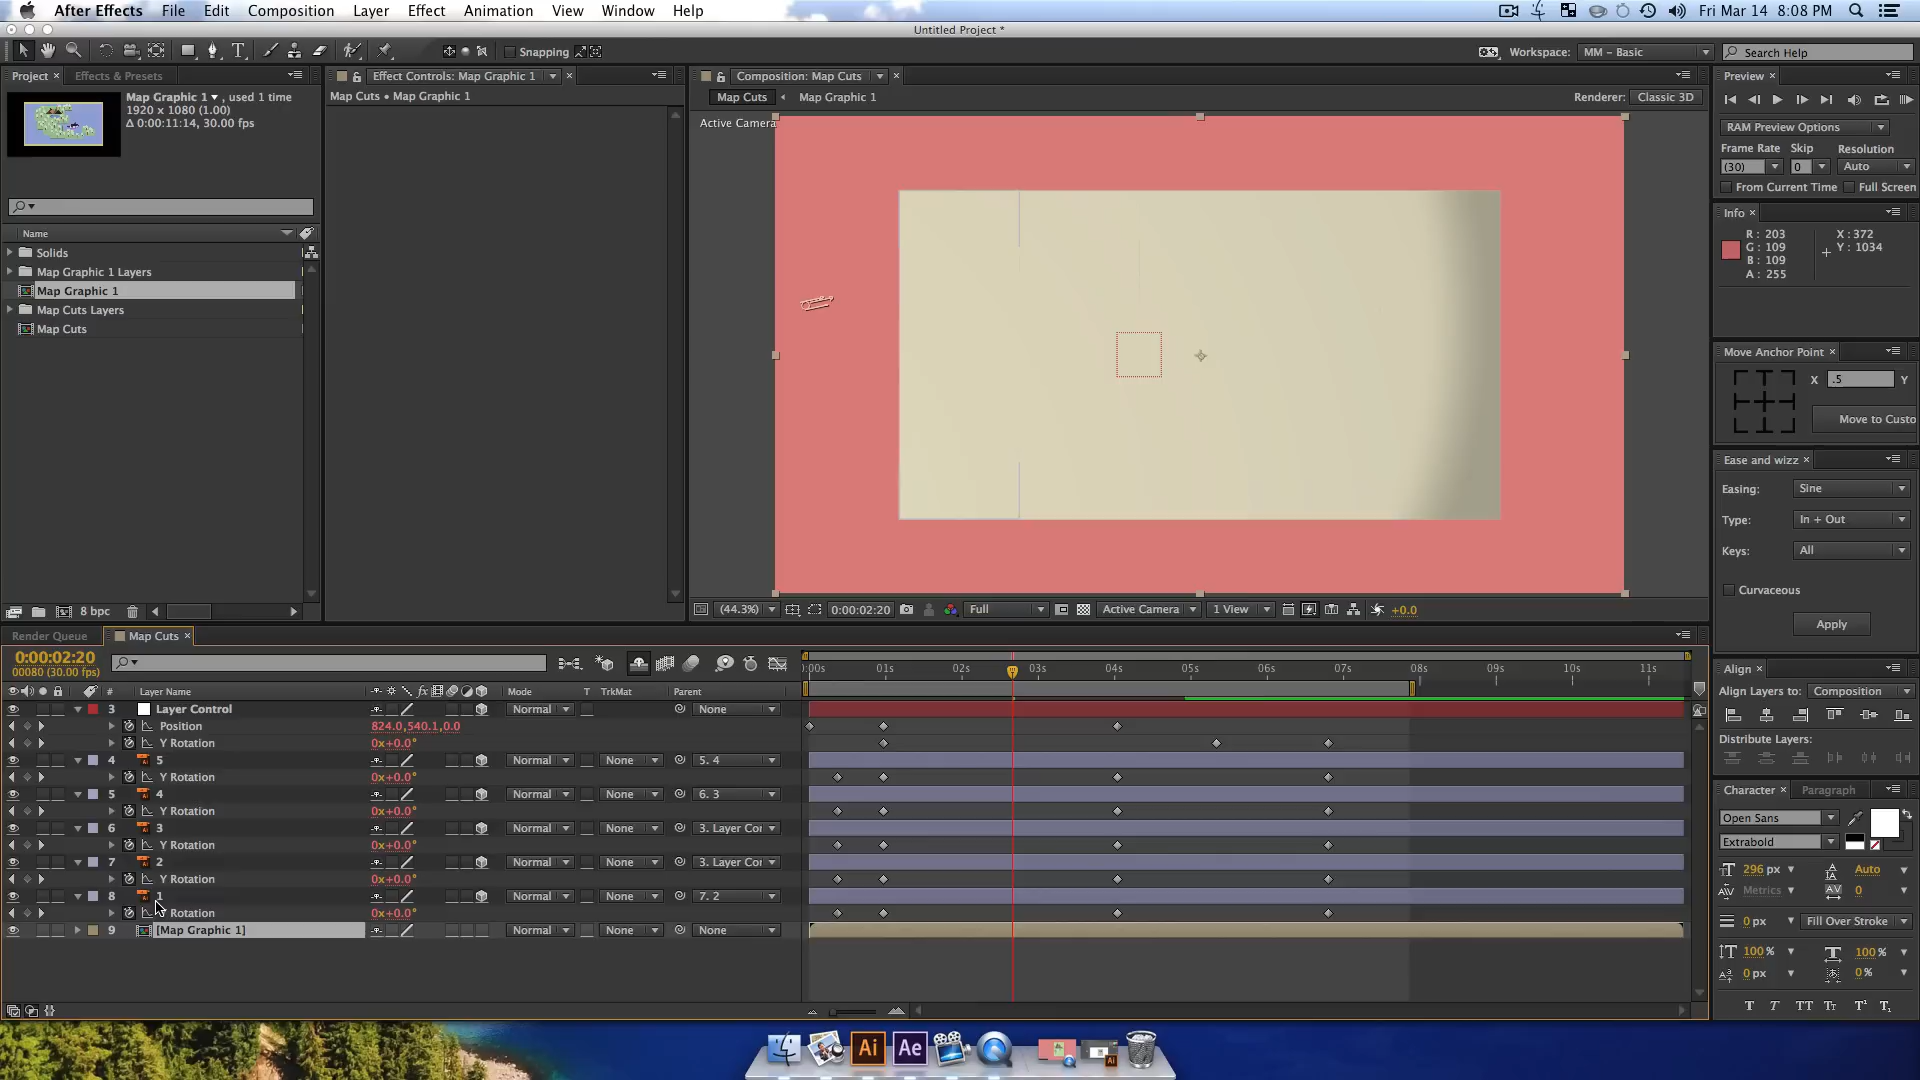 After Effects File Edit Composition Layer Effect Animation View Window Help Fri Mar 14 8:08 PM
Untitled Project *
Snapping Workspace: MM – Basic Search Help
Project Effects & Presets
Map Graphic 1 , used 1 time
1920 x 1080 (1.00)
Δ 0:00:11:14, 30.00 fps
Name
Solids
Map Graphic 1 Layers
Map Graphic 1
Map Cuts Layers
Map Cuts
8 bpc
Effect Controls: Map Graphic 1
Map Cuts • Map Graphic 1
Composition: Map Cuts
Map Cuts Map Graphic 1 Renderer: Classic 3D
Active Camera
(44.3%) 0:00:02:20 Full Active Camera 1 View +0.0
Preview
RAM Preview Options
Frame Rate Skip Resolution
(30) 0 Auto
From Current Time Full Screen
Info
R: 203 X: 372
G: 109 Y: 1034
B: 109
A: 255
Move Anchor Point
X .5 Y
Move to Custo
Ease and wizz
Easing: Sine
Type: In + Out
Keys: All
Curvaceous
Apply
Align
Align Layers to: Composition
Distribute Layers:
Character Paragraph
Open Sans
Extrabold
296 px Auto
Metrics 0
0 px Fill Over Stroke
100% 100%
0 px 0%
T T TT Tt T¹ T₁
Render Queue Map Cuts
0:00:02:20
00080 (30.00 fps)
# Layer Name fx Mode T TrkMat Parent
):00s 01s 02s 03s 04s 05s 06s 07s 08s 09s 10s 11s
3 Layer Control Normal None
Position 824.0,540.1,0.0
Y Rotation 0x+0.0°
4 5 Normal None 5. 4
Y Rotation 0x+0.0°
5 4 Normal None 6. 3
Y Rotation 0x+0.0°
6 3 Normal None 3. Layer Cor
Y Rotation 0x+0.0°
7 2 Normal None 3. Layer Cor
Y Rotation 0x+0.0°
8 1 Normal None 7. 2
Rotation 0x+0.0°
9 [Map Graphic 1] Normal None None
Ai Ae